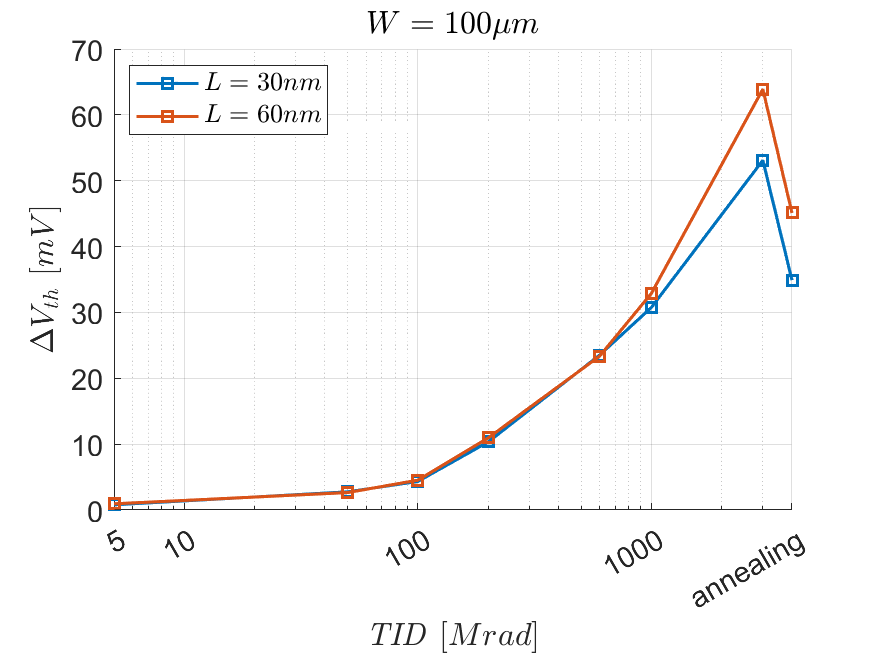 W = 100μm
70
60
50
40
30
20
10
0
L = 30nm
L = 60nm
ΔVth [mV]
5
10
100
1000
annealing
TID [Mrad]